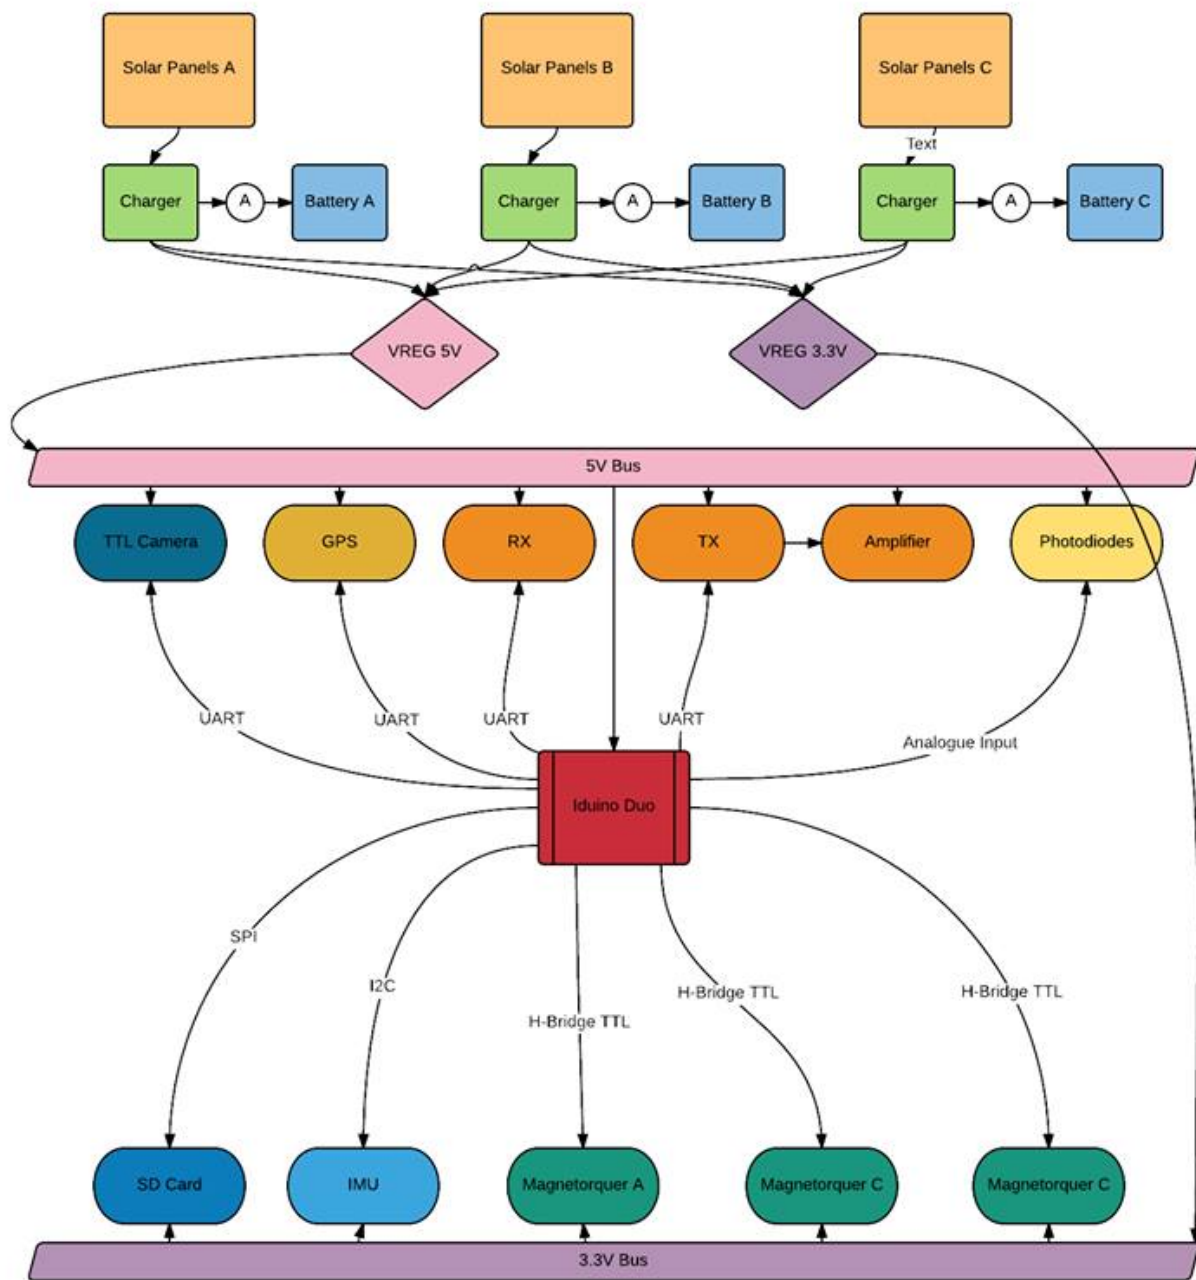 Solar Panels A
Solar Panels B
Solar Panels C
Text
Charger
A
Battery A
Charger
A
Battery B
Charger
A
Battery C
VREG 5V
VREG 3.3V
5V Bus
TTL Camera
GPS
RX
TX
Amplifier
Photodiodes
UART
UART
UART
UART
Analogue Input
Iduino Duo
SPI
I2C
H-Bridge TTL
H-Bridge TTL
H-Bridge TTL
SD Card
IMU
Magnetorquer A
Magnetorquer C
Magnetorquer C
3.3V Bus